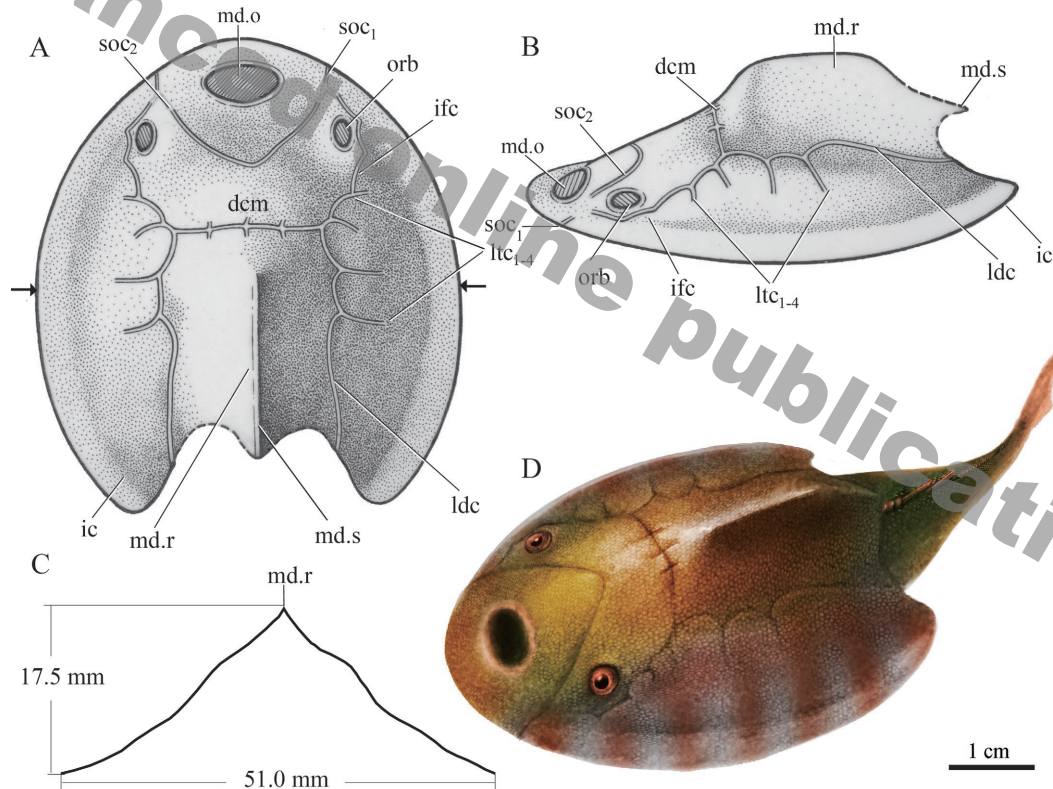 A
md.o
soc₂
soc₁
orb
ifc
dcm
ltc₁₋₄
ic
md.r
md.s
ldc
B
md.r
dcm
md.s
soc₂
md.o
soc₁
orb
ifc
ltc₁₋₄
ldc
ic
C
md.r
17.5 mm
51.0 mm
D
1 cm
online publicati